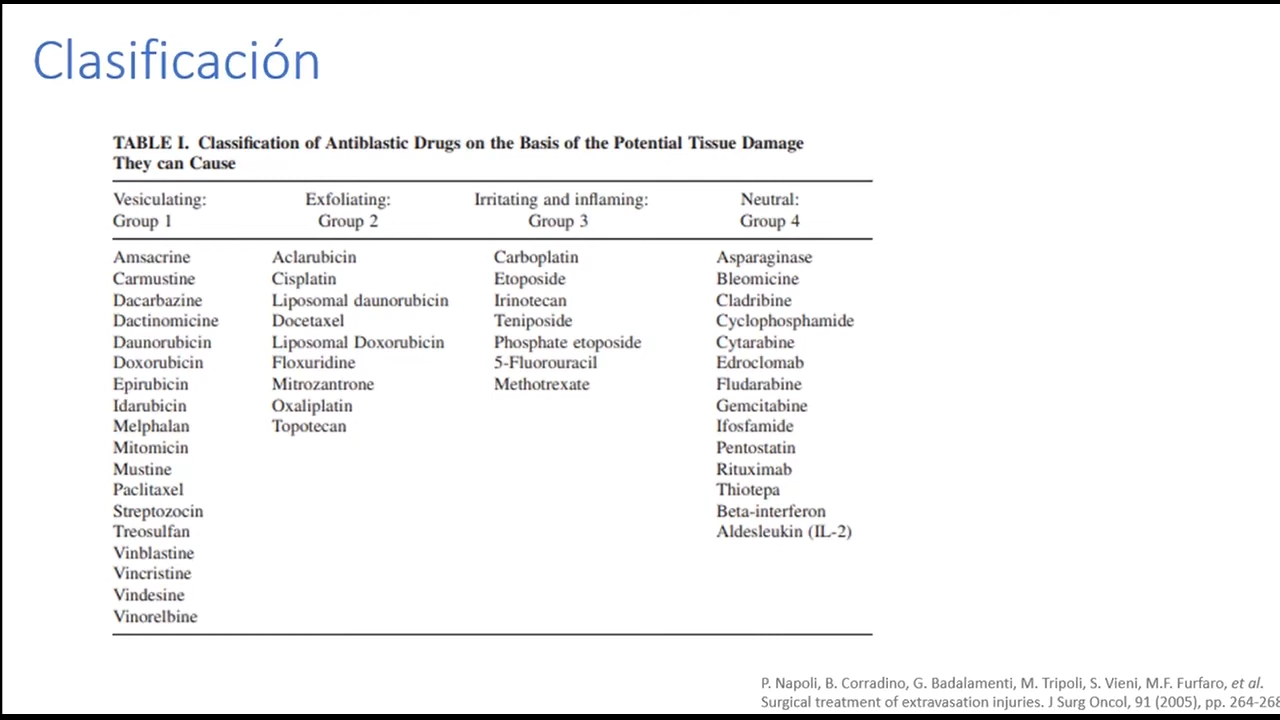 Clasificación
TABLE I. Classification of Antiblastic Drugs on the Basis of the Potential Tissue Damage
They can Cause
Vesiculating: Exfoliating: Irritating and inflaming: Neutral:
Group 1 Group 2 Group 3 Group 4
Amsacrine Aclarubicin Carboplatin Asparaginase
Carmustine Cisplatin Etoposide Bleomicine
Dacarbazine Liposomal daunorubicin Irinotecan Cladribine
Dactinomicine Docetaxel Teniposide Cyclophosphamide
Daunorubicin Liposomal Doxorubicin Phosphate etoposide Cytarabine
Doxorubicin Floxuridine 5-Fluorouracil Edroclomab
Epirubicin Mitrozantrone Methotrexate Fludarabine
Idarubicin Oxaliplatin Gemcitabine
Melphalan Topotecan Ifosfamide
Mitomicin Pentostatin
Mustine Rituximab
Paclitaxel Thiotepa
Streptozocin Beta-interferon
Treosulfan Aldesleukin (IL-2)
Vinblastine
Vincristine
Vindesine
Vinorelbine
P. Napoli, B. Corradino, G. Badalamenti, M. Tripoli, S. Vieni, M.F. Furfaro, et al.
Surgical treatment of extravasation injuries. J Surg Oncol, 91 (2005), pp. 264-268